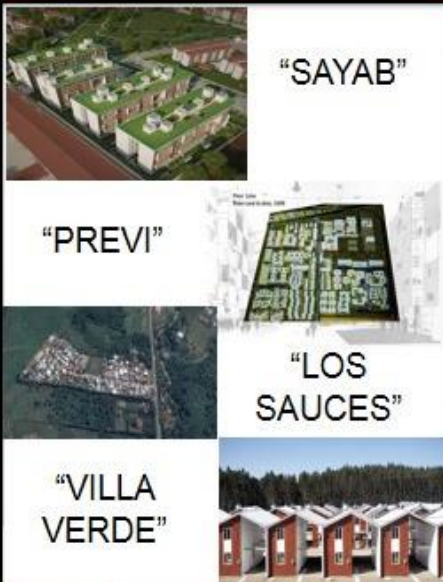 “SAYAB”
“PREVI”
“LOS
SAUCES”
“VILLA
VERDE”